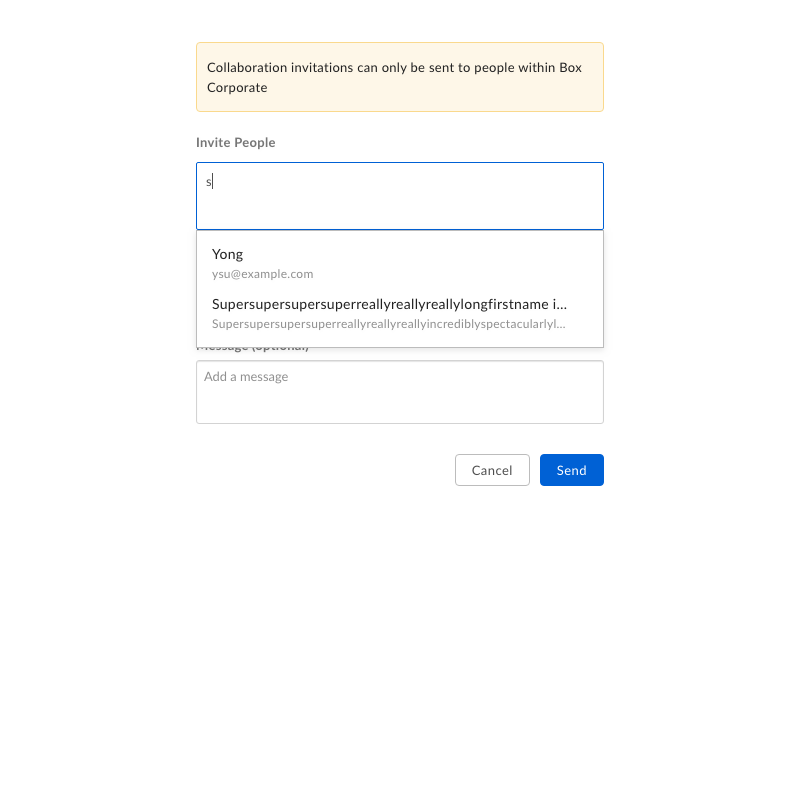 Collaboration invitations can only be sent to people within Box
Corporate
Invite People
s
Yong
ysu@example.com
Supersupersupersuperreallyreallyreallylongfirstname i...
Supersupersupersuperreallyreallyreallyincrediblyspectacularlyl...
Message (optional)
Add a message
Cancel
Send